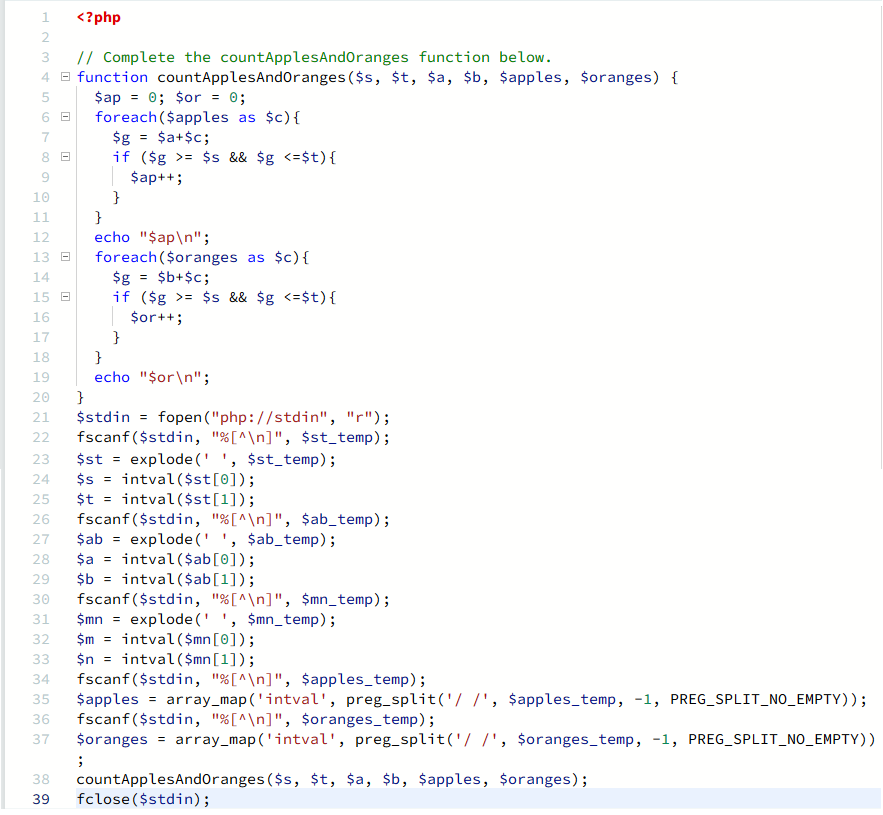 1 <?php
2
3 // Complete the countApplesAndOranges function below.
4 function countApplesAndOranges($s, $t, $a, $b, $apples, $oranges) {
5   $ap = 0; $or = 0;
6   foreach($apples as $c){
7     $g = $a+$c;
8     if ($g >= $s && $g <=$t){
9       $ap++;
10     }
11   }
12   echo "$ap\n";
13   foreach($oranges as $c){
14     $g = $b+$c;
15     if ($g >= $s && $g <=$t){
16       $or++;
17     }
18   }
19   echo "$or\n";
20 }
21 $stdin = fopen("php://stdin", "r");
22 fscanf($stdin, "%[^\n]", $st_temp);
23 $st = explode(' ', $st_temp);
24 $s = intval($st[0]);
25 $t = intval($st[1]);
26 fscanf($stdin, "%[^\n]", $ab_temp);
27 $ab = explode(' ', $ab_temp);
28 $a = intval($ab[0]);
29 $b = intval($ab[1]);
30 fscanf($stdin, "%[^\n]", $mn_temp);
31 $mn = explode(' ', $mn_temp);
32 $m = intval($mn[0]);
33 $n = intval($mn[1]);
34 fscanf($stdin, "%[^\n]", $apples_temp);
35 $apples = array_map('intval', preg_split('/ /', $apples_temp, -1, PREG_SPLIT_NO_EMPTY));
36 fscanf($stdin, "%[^\n]", $oranges_temp);
37 $oranges = array_map('intval', preg_split('/ /', $oranges_temp, -1, PREG_SPLIT_NO_EMPTY))
;
38 countApplesAndOranges($s, $t, $a, $b, $apples, $oranges);
39 fclose($stdin);